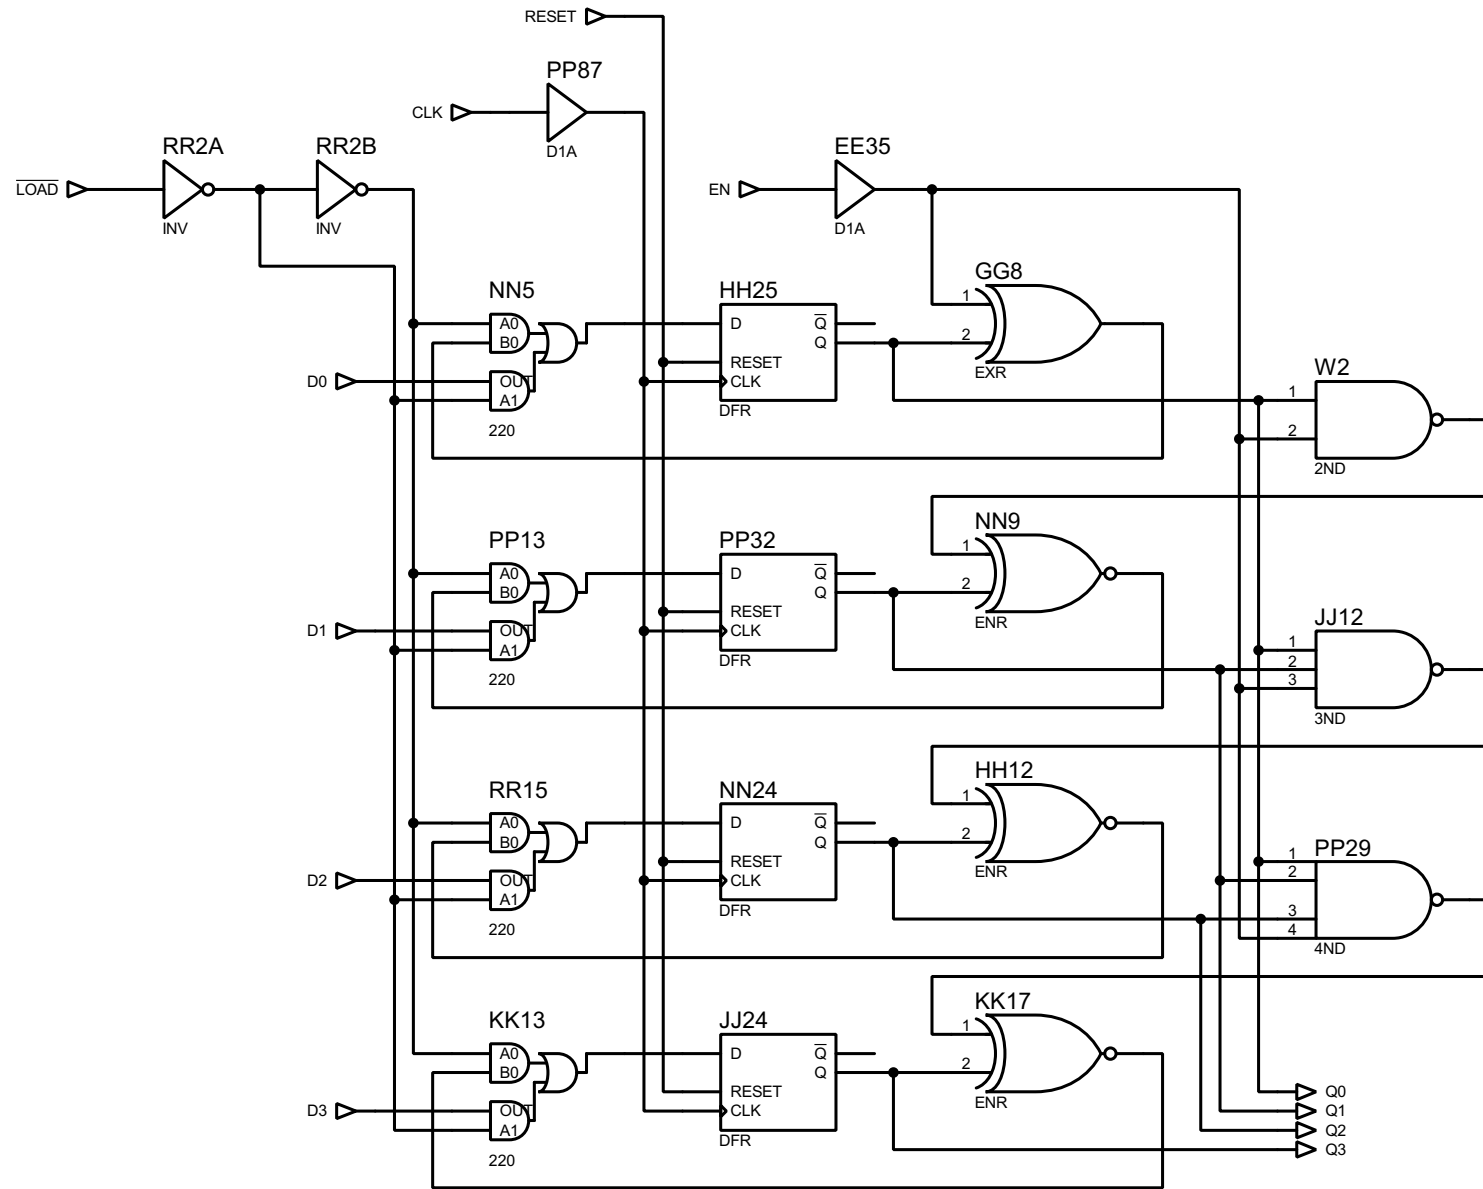 RESET
PP87
CLK
D1A
RR2A
RR2B
EE35
LOAD
EN
INV
INV
D1A
GG8
NN5
HH25
1
A0
B0
D
Q
Q
2
RESET
EXR
W2
D0
OUT
CLK
A1
DFR
1
220
2
2ND
NN9
PP13
PP32
1
A0
B0
D
Q
Q
2
RESET
ENR
JJ12
D1
OUT
CLK
A1
DFR
1
2
220
3
3ND
HH12
RR15
NN24
1
A0
B0
D
Q
Q
2
RESET
ENR
PP29
D2
OUT
CLK
A1
DFR
1
2
220
3
4
4ND
KK17
KK13
JJ24
1
A0
B0
D
Q
Q
2
RESET
ENR
Q0
D3
OUT
CLK
Q1
A1
DFR
Q2
220
Q3